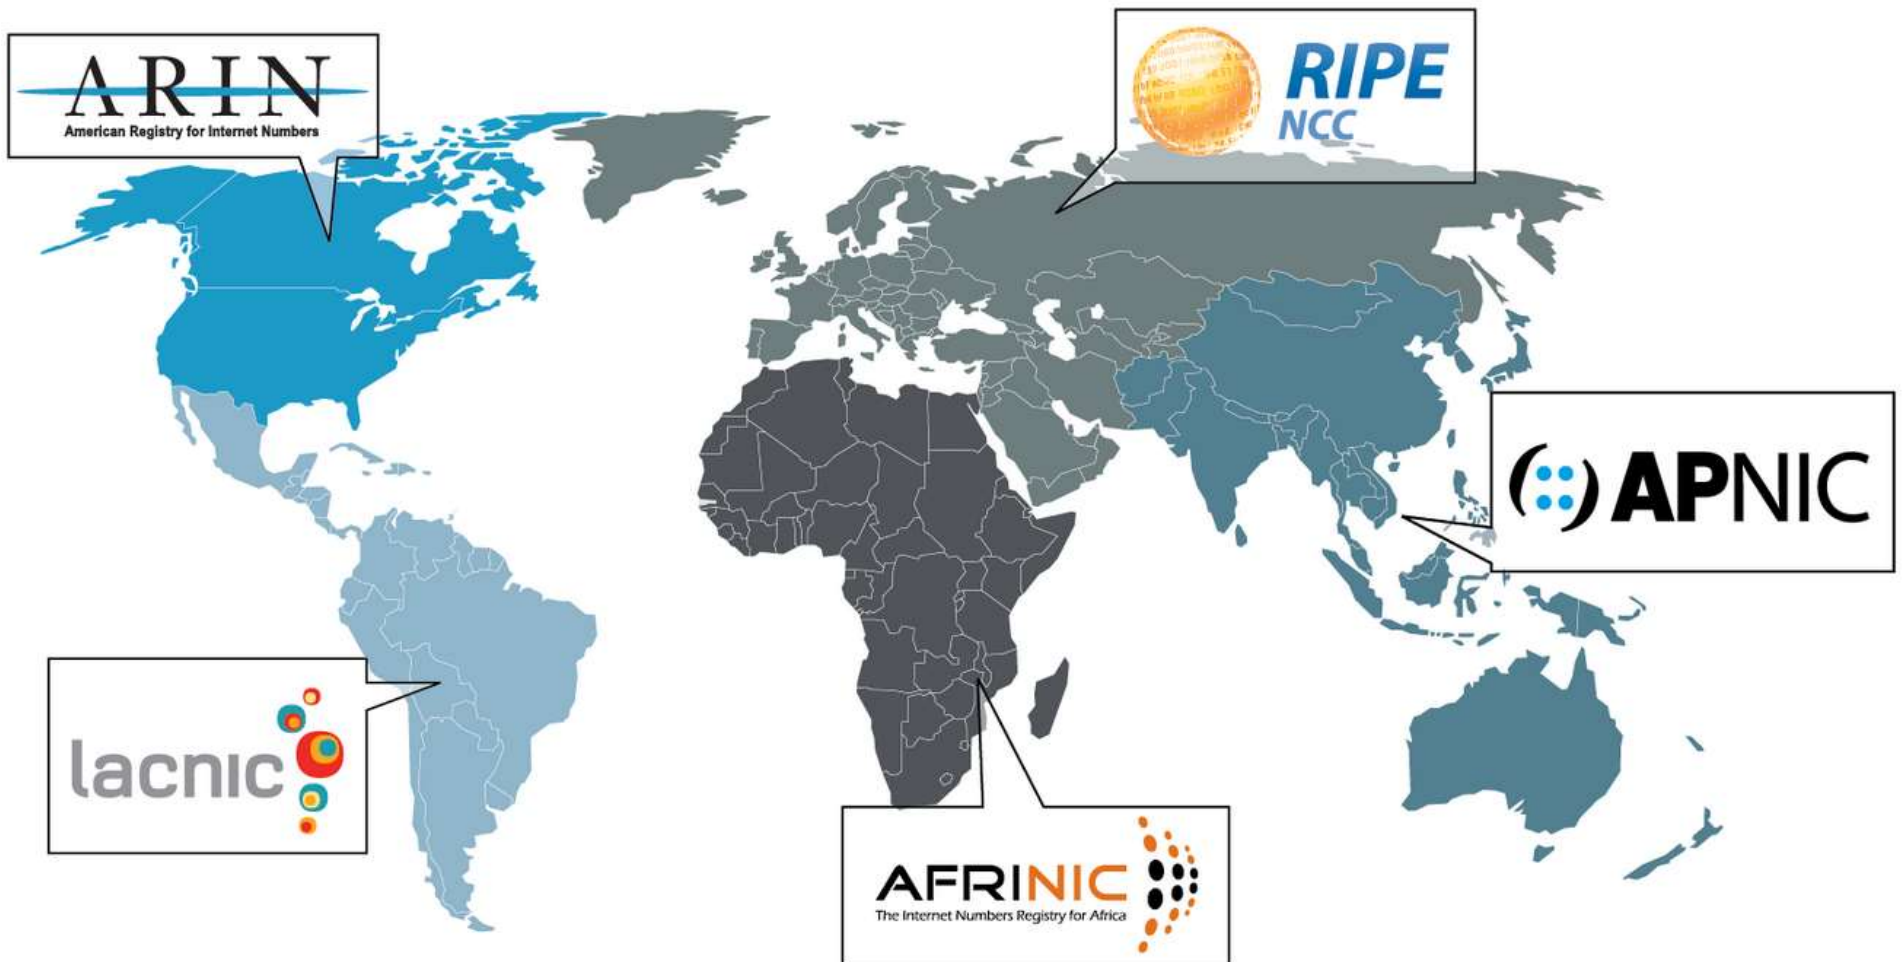 ARIN
American Registry for Internet Numbers
RIPE
NCC
APNIC
lacnic
AFRINIC
The Internet Numbers Registry for Africa